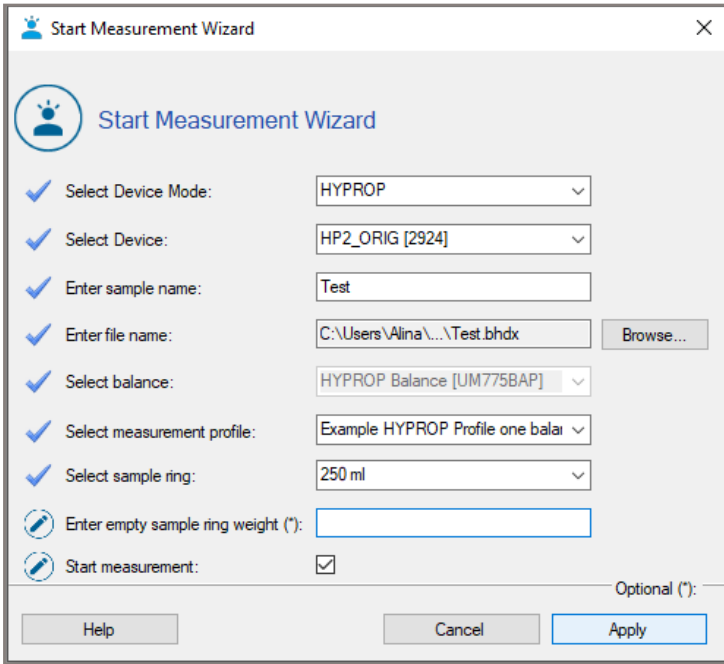 Start Measurement Wizard
Start Measurement Wizard
Select Device Mode: HYPROP
Select Device: HP2_ORIG [2924]
Enter sample name: Test
Enter file name: C:\Users\Alina\...\Test.bhdx Browse...
Select balance: HYPROP Balance [UM775BAP]
Select measurement profile: Example HYPROP Profile one balar
Select sample ring: 250 ml
Enter empty sample ring weight (*):
Start measurement:
Optional (*):
Help Cancel Apply